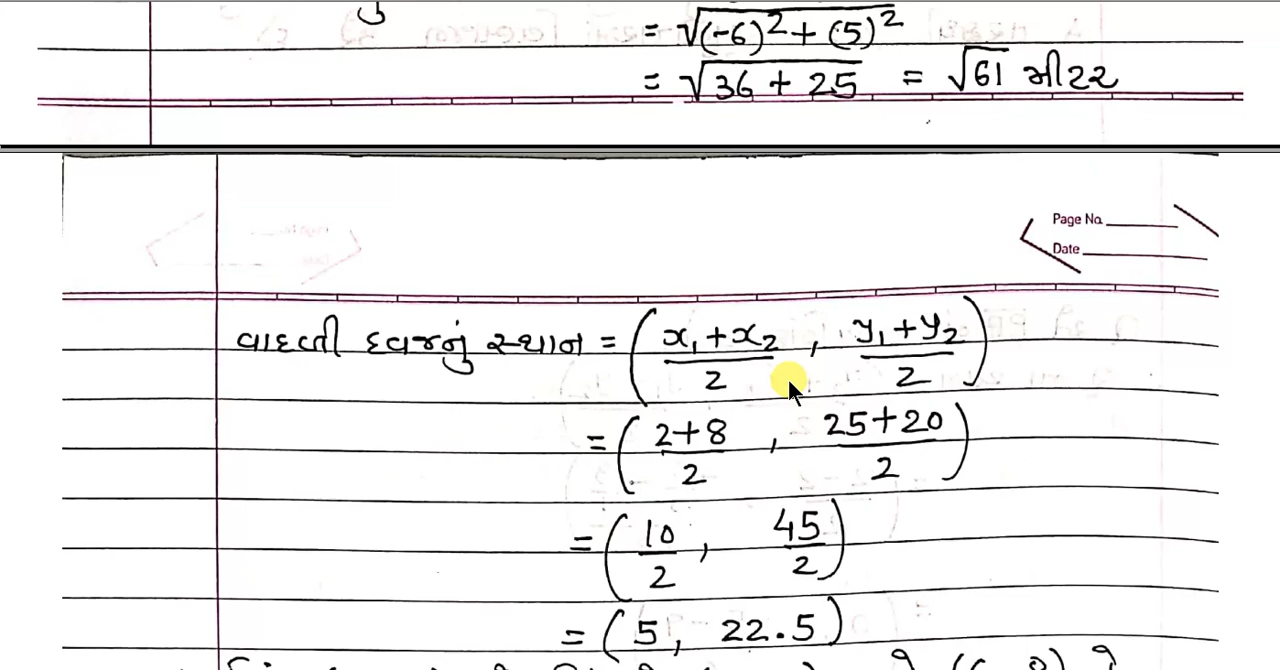 = √(-6)² + (5)²
= √36 + 25 = √61 મીટર
Page No.
Date
વાદળી ધ્વજનું સ્થાન = ( x₁+x₂/2 , y₁+y₂/2 )
= ( 2+8/2 , 25+20/2 )
= ( 10/2 , 45/2 )
= ( 5, 22.5 )